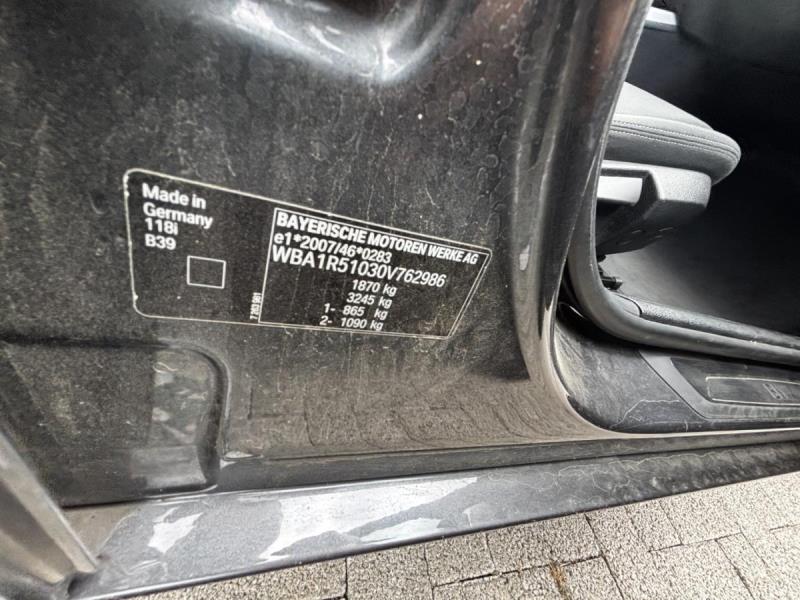 Made in
Germany
118i
B39
BAYERISCHE MOTOREN WERKE AG
e1*2007/46*0283
WBA1R51030V762986
1870 kg
3245 kg
1- 865 kg
2- 1090 kg